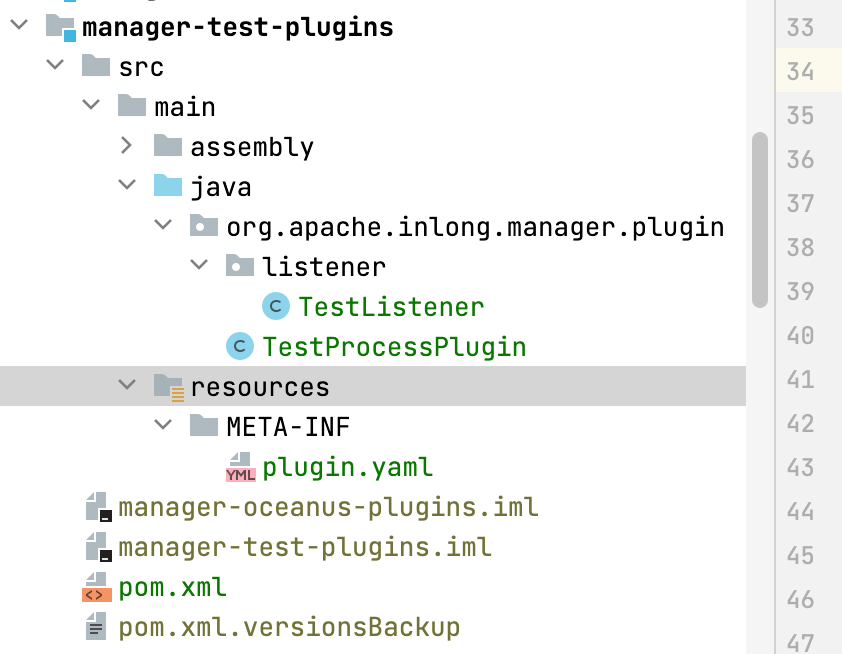 manager-test-plugins
src
main
assembly
java
org.apache.inlong.manager.plugin
listener
C TestListener
C TestProcessPlugin
resources
META-INF
YML plugin.yaml
manager-oceanus-plugins.iml
manager-test-plugins.iml
<> pom.xml
pom.xml.versionsBackup
33
34
35
36
37
38
39
40
41
42
43
44
45
46
47